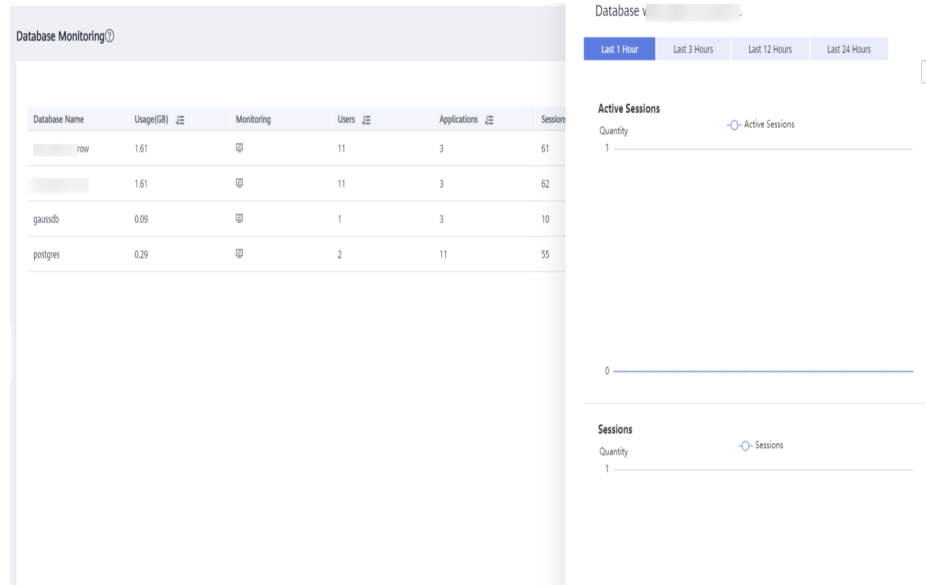 Database Monitoring
Database Name Usage(GB) Monitoring Users Applications Sessions
row 1.61 11 3 61
1.61 11 3 62
gaussdb 0.09 1 3 10
postgres 0.29 2 11 55
Database
Last 1 Hour Last 3 Hours Last 12 Hours Last 24 Hours
Active Sessions
Quantity
Active Sessions
1
0
Sessions
Quantity
Sessions
1